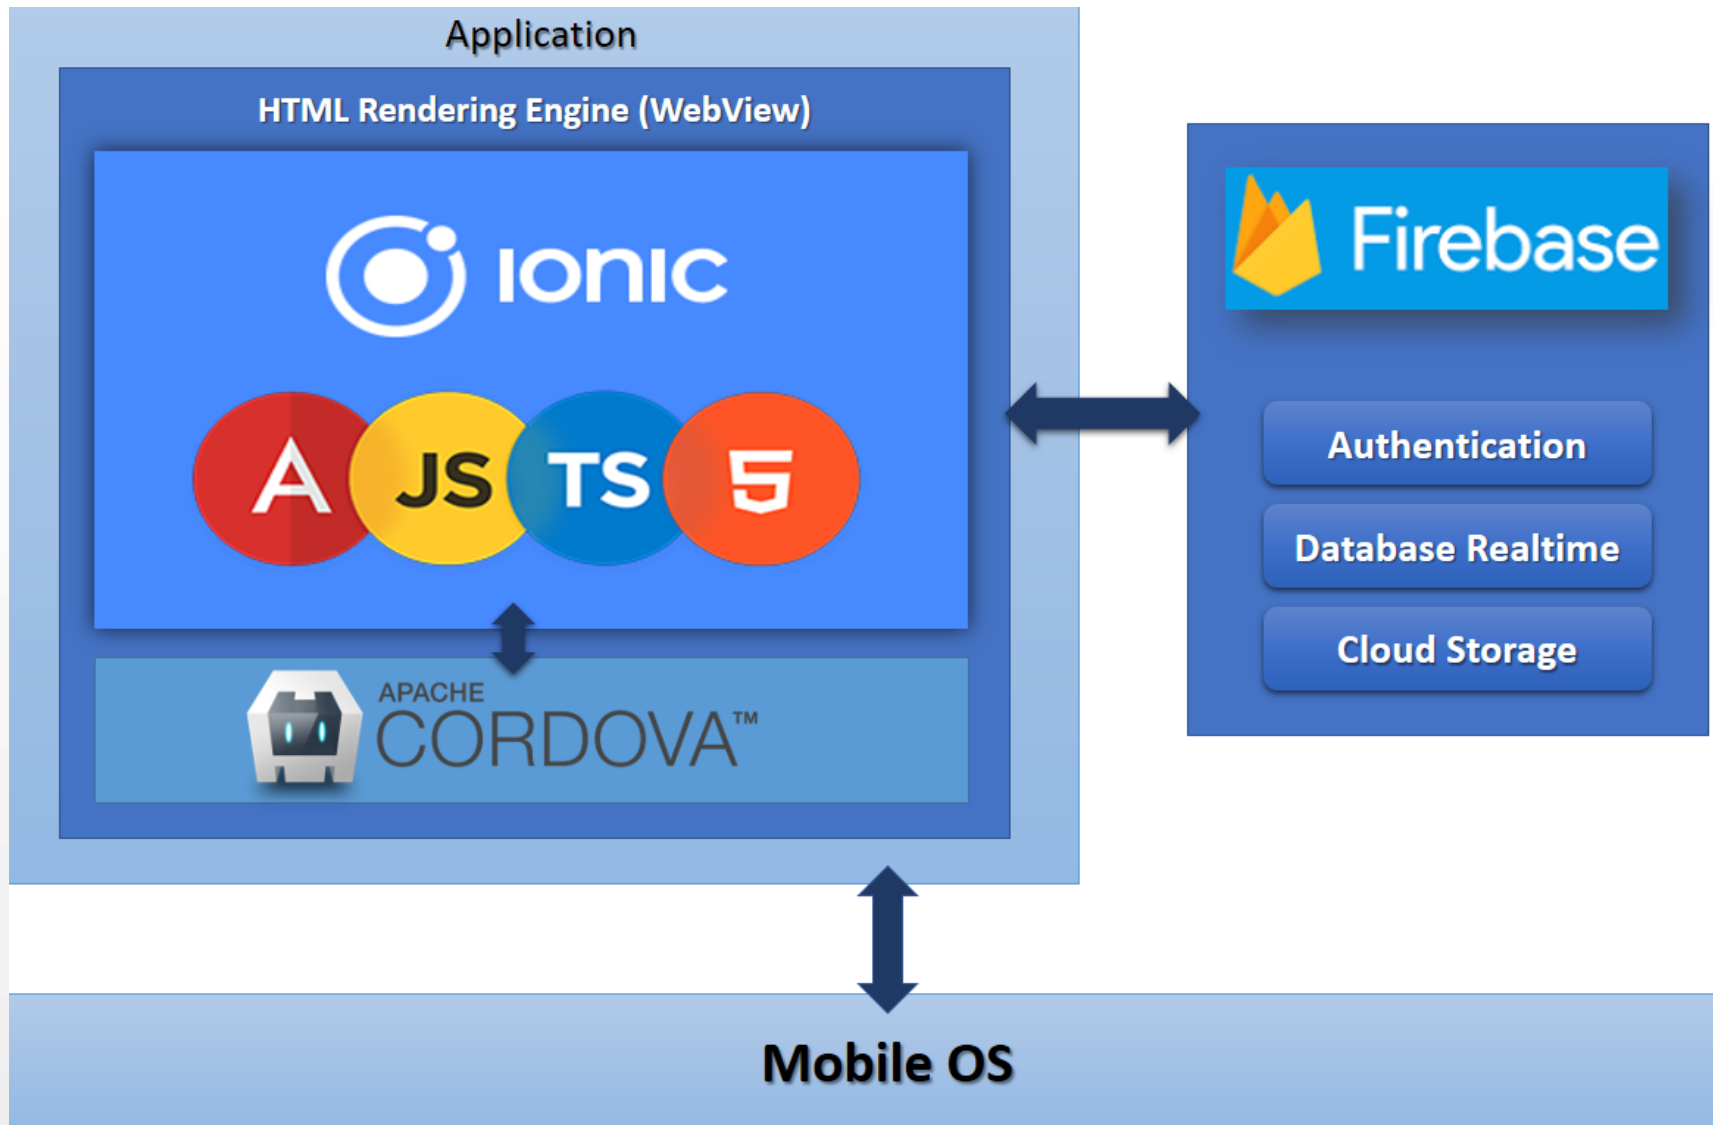 Application
HTML Rendering Engine (WebView)
IONIC
A JS TS 5
APACHE
CORDOVA™
Firebase
Authentication
Database Realtime
Cloud Storage
Mobile OS